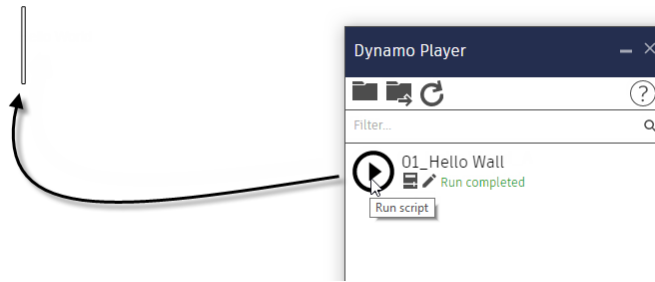 Dynamo Player
Filter...
01_Hello Wall
Run completed
Run script